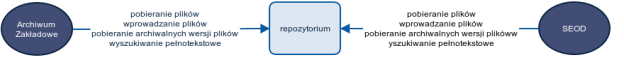 Archiwum
Zakładowe
pobieranie plików
wprowadzanie plików
pobieranie archiwalnych wersji plików
wyszukiwanie pełnotekstowe
repozytorium
pobieranie plików
wprowadzanie plików
pobieranie archiwalnych wersji plikóww
yszukiwanie pełnotekstowe
SEOD